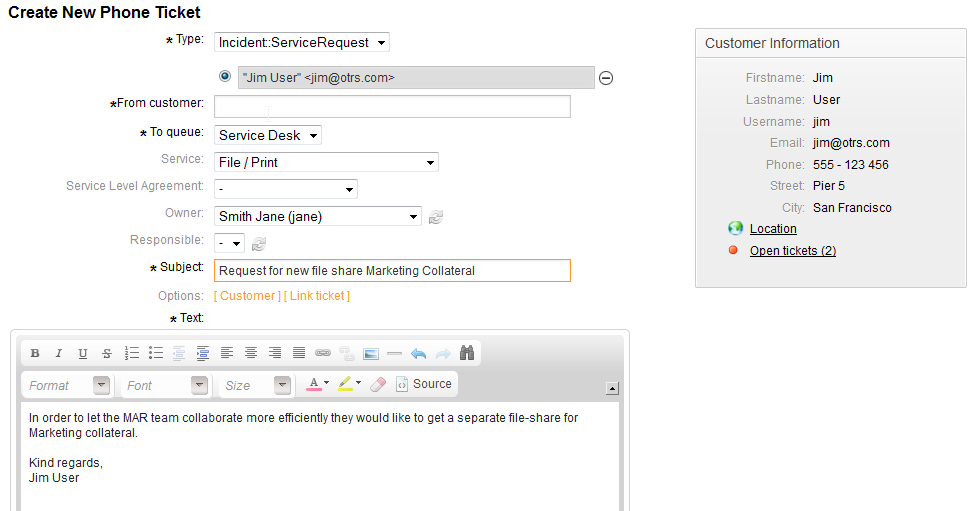 Create New Phone Ticket
* Type: Incident::ServiceRequest
"Jim User" <jim@otrs.com>
*From customer:
* To queue: Service Desk
Service: File / Print
Service Level Agreement: -
Owner: Smith Jane (jane)
Responsible: -
* Subject: Request for new file share Marketing Collateral
Options: [ Customer ] [ Link ticket ]
* Text:
B I U S
Format Font Size A Source
In order to let the MAR team collaborate more efficiently they would like to get a separate file-share for
Marketing collateral.
Kind regards,
Jim User
Customer Information
Firstname: Jim
Lastname: User
Username: jim
Email: jim@otrs.com
Phone: 555 - 123 456
Street: Pier 5
City: San Francisco
Location
Open tickets (2)